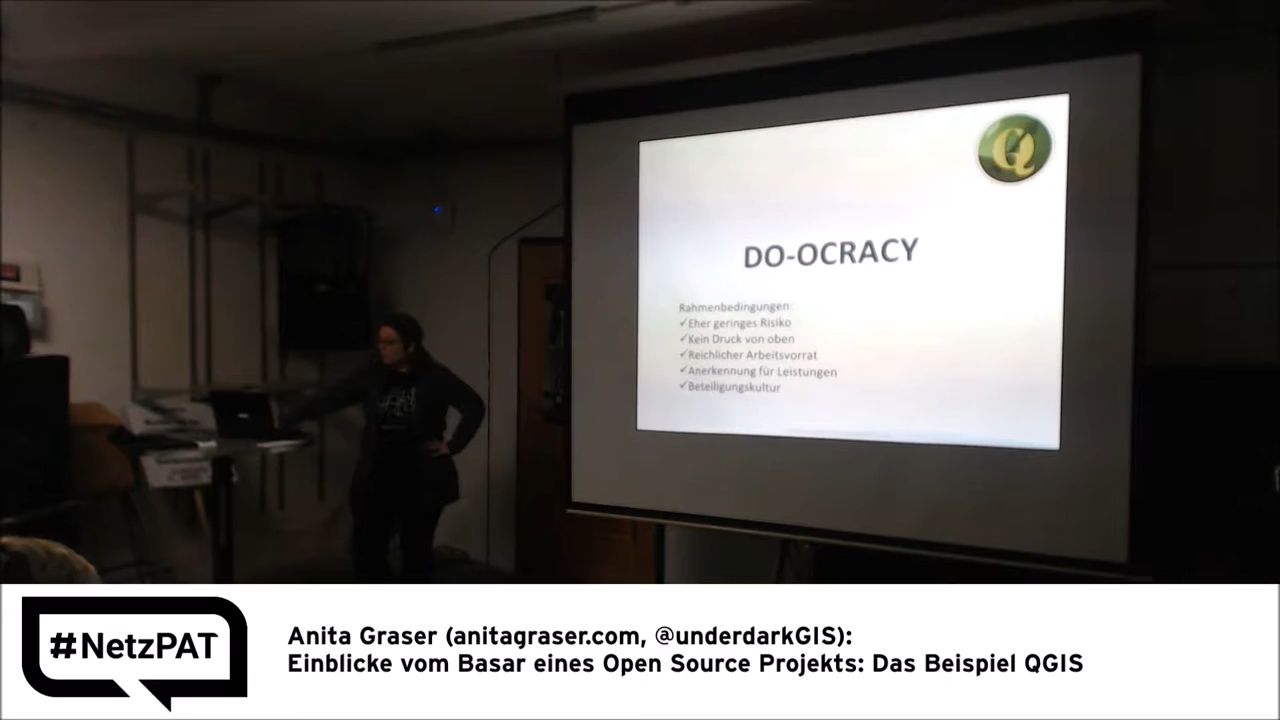 Q
DO-OCRACY
Rahmenbedingungen:
✓Eher geringes Risiko
✓Kein Druck von oben
✓Reichlicher Arbeitsvorrat
✓Anerkennung für Leistungen
✓Beteiligungskultur
#NetzPAT
Anita Graser (anitagraser.com, @underdarkGIS):
Einblicke vom Basar eines Open Source Projekts: Das Beispiel QGIS